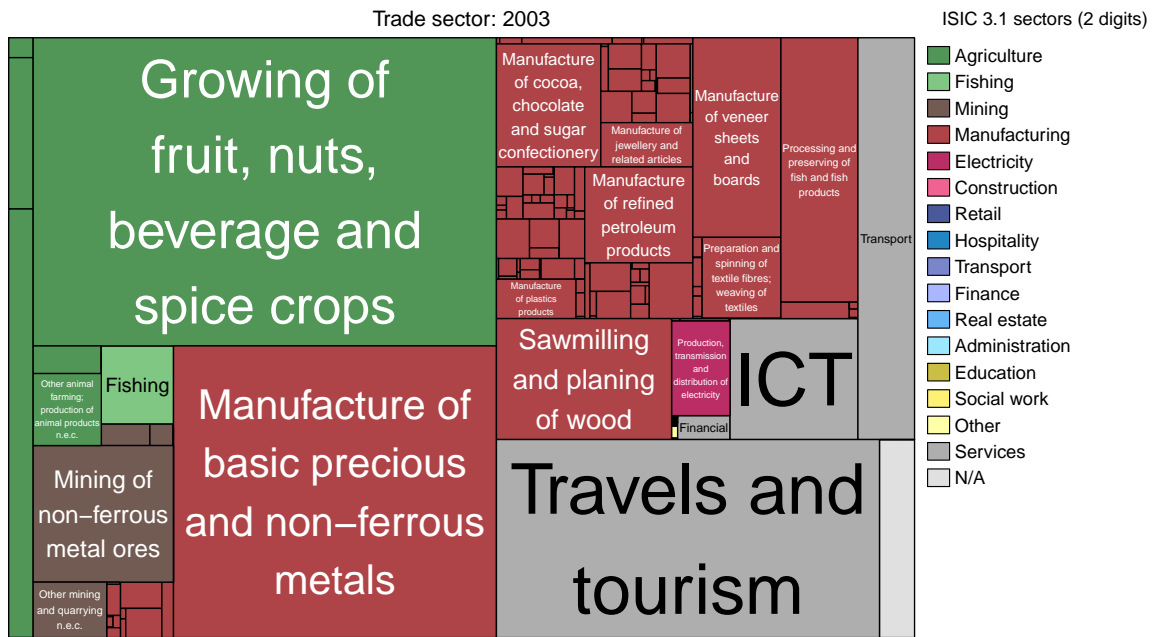 Trade sector: 2003
ISIC 3.1 sectors (2 digits)
Growing of
fruit, nuts,
beverage and
spice crops
Other animal
farming;
production of
animal products
n.e.c.
Fishing
Mining of
non−ferrous
metal ores
Other mining
and quarrying
n.e.c.
Manufacture of
basic precious
and non−ferrous
metals
Manufacture
of cocoa,
chocolate
and sugar
confectionery
Manufacture of
jewellery and
related articles
Manufacture
of refined
petroleum
products
Manufacture
of plastics
products
Manufacture
of veneer
sheets
and
boards
Preparation and
spinning of
textile fibres;
weaving of
textiles
Processing and
preserving of
fish and fish
products
Transport
Sawmilling
and planing
of wood
Production,
transmission
and
distribution of
electricity
Financial
ICT
Travels and
tourism
Agriculture
Fishing
Mining
Manufacturing
Electricity
Construction
Retail
Hospitality
Transport
Finance
Real estate
Administration
Education
Social work
Other
Services
N/A